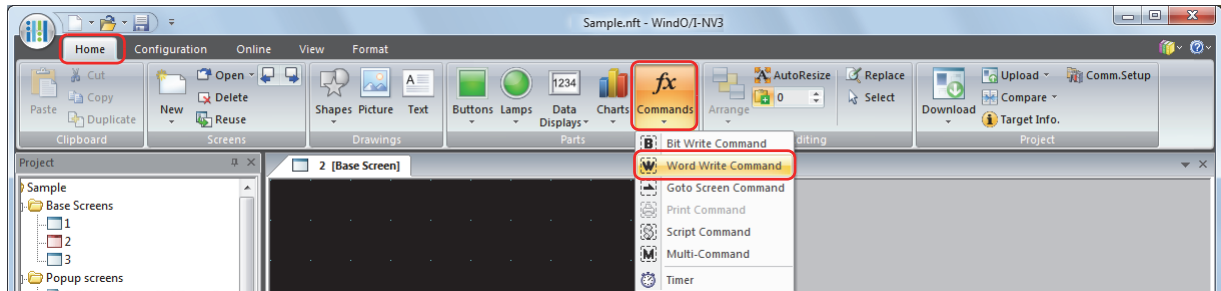 Sample.nft - WindO/I-NV3
Home Configuration Online View Format
Cut
Copy
Duplicate
Paste
Clipboard
New
Open
Delete
Reuse
Screens
Shapes Picture Text
Drawings
Buttons Lamps
1234
Data
Displays
Charts
fx
Commands
Parts
Arrange
AutoResize
0
Replace
Select
diting
Download
Upload
Compare
Target Info.
Comm.Setup
Project
Project
Sample
Base Screens
1
2
3
Popup screens
2 [Base Screen]
B Bit Write Command
W Word Write Command
Goto Screen Command
Print Command
S Script Command
M Multi-Command
Timer